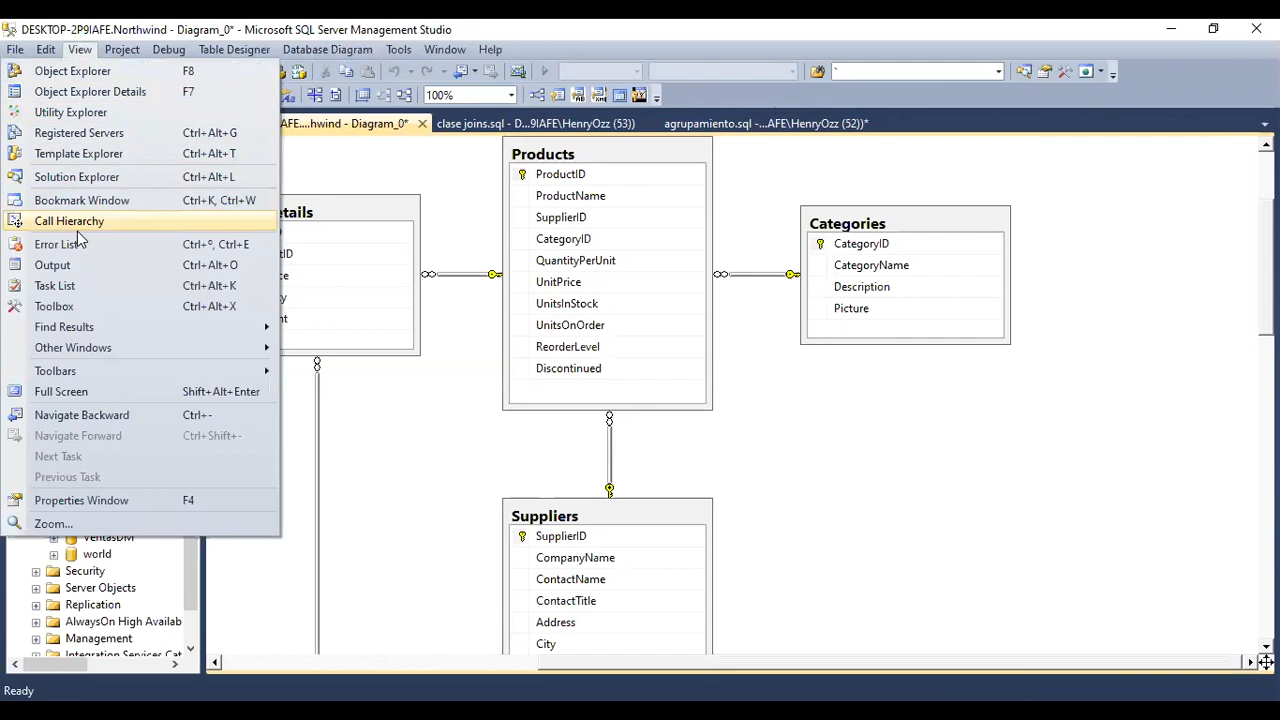 DESKTOP-2P9IAFE.Northwind - Diagram_0* - Microsoft SQL Server Management Studio
File Edit View Project Debug Table Designer Database Diagram Tools Window Help
Object Explorer F8
Object Explorer Details F7
Utility Explorer
Registered Servers Ctrl+Alt+G
Template Explorer Ctrl+Alt+T
Solution Explorer Ctrl+Alt+L
Bookmark Window Ctrl+K, Ctrl+W
Call Hierarchy
Error List Ctrl+º, Ctrl+E
Output Ctrl+Alt+O
Task List Ctrl+Alt+K
Toolbox Ctrl+Alt+X
Find Results
Other Windows
Toolbars
Full Screen Shift+Alt+Enter
Navigate Backward Ctrl+-
Navigate Forward Ctrl+Shift+-
Next Task
Previous Task
Properties Window F4
Zoom...
100%
AFE....hwind - Diagram_0* clase joins.sql - D...9IAFE\HenryOzz (53)) agrupamiento.sql -...AFE\HenryOzz (52))*
etails
Products
ProductID
ProductName
SupplierID
CategoryID
QuantityPerUnit
UnitPrice
UnitsInStock
UnitsOnOrder
ReorderLevel
Discontinued
Categories
CategoryID
CategoryName
Description
Picture
Suppliers
SupplierID
CompanyName
ContactName
ContactTitle
Address
City
VentasDM
world
Security
Server Objects
Replication
AlwaysOn High Availab
Management
Integration Services Cat
Ready